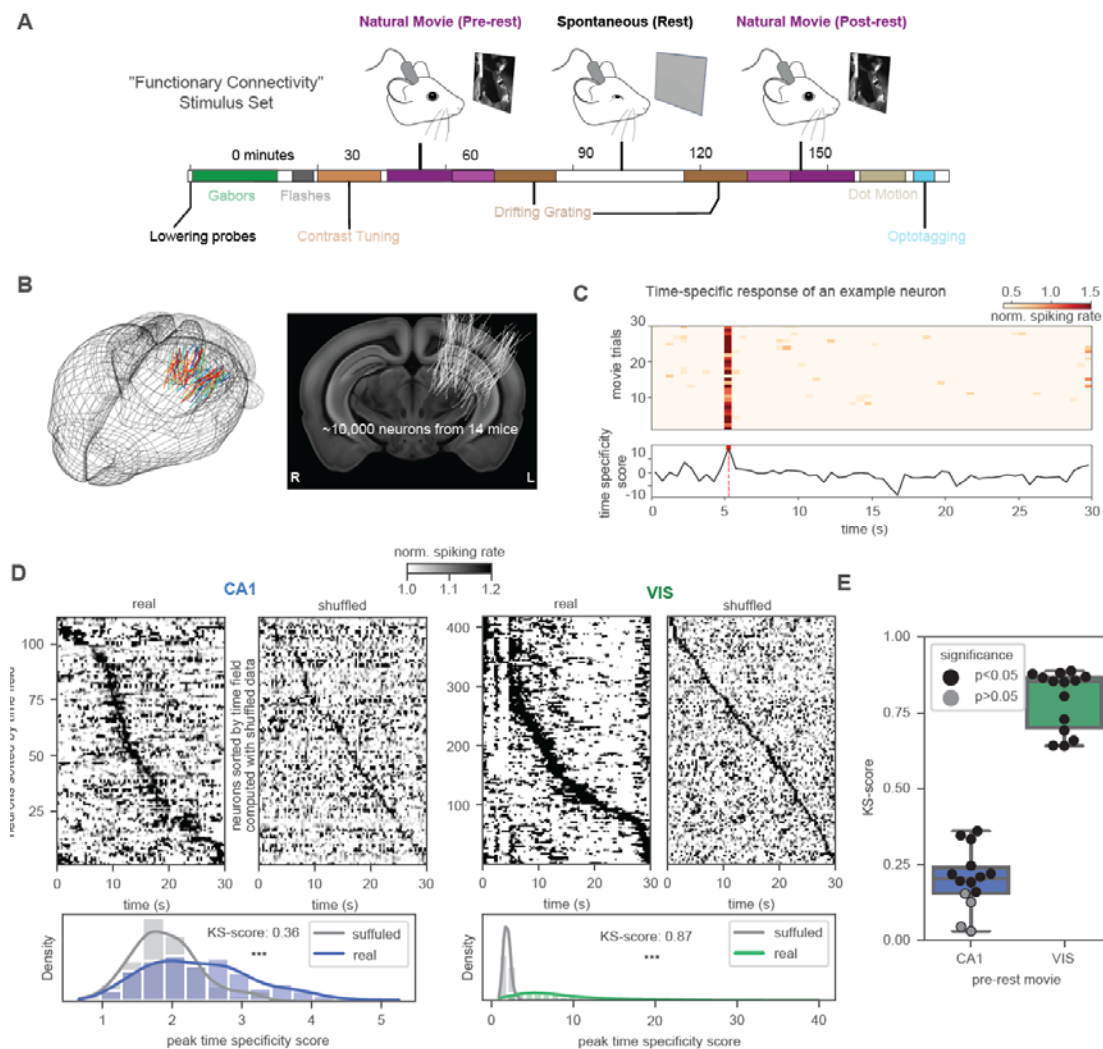 A
Natural Movie (Pre-rest)
Spontaneous (Rest)
Natural Movie (Post-rest)
"Functionary Connectivity"
Stimulus Set
0 minutes
30
60
90
120
150
Gabors
Flashes
Dot Motion
Drifting Grating
Lowering probes
Contrast Tuning
Optotagging
B
~10,000 neurons from 14 mice
R
L
C
Time-specific response of an example neuron
0.5
1.0
1.5
norm. spiking rate
movie trials
30
20
10
time specificity
score
10
0
-10
0
5
10
15
20
25
30
time (s)
D
norm. spiking rate
1.0
1.1
1.2
CA1
VIS
real
shuffled
real
shuffled
neurons sorted by time field
100
75
50
25
neurons sorted by time field
computed with shuffled data
400
300
200
100
0
10
20
30
0
10
20
30
0
10
20
30
0
10
20
30
time (s)
time (s)
time (s)
time (s)
Density
KS-score: 0.36
***
suffuled
real
1
2
3
4
5
peak time specificity score
Density
KS-score: 0.87
***
suffuled
real
0
10
20
30
40
peak time specificity score
E
significance
p<0.05
p>0.05
KS-score
1.00
0.75
0.50
0.25
0.00
CA1
VIS
pre-rest movie